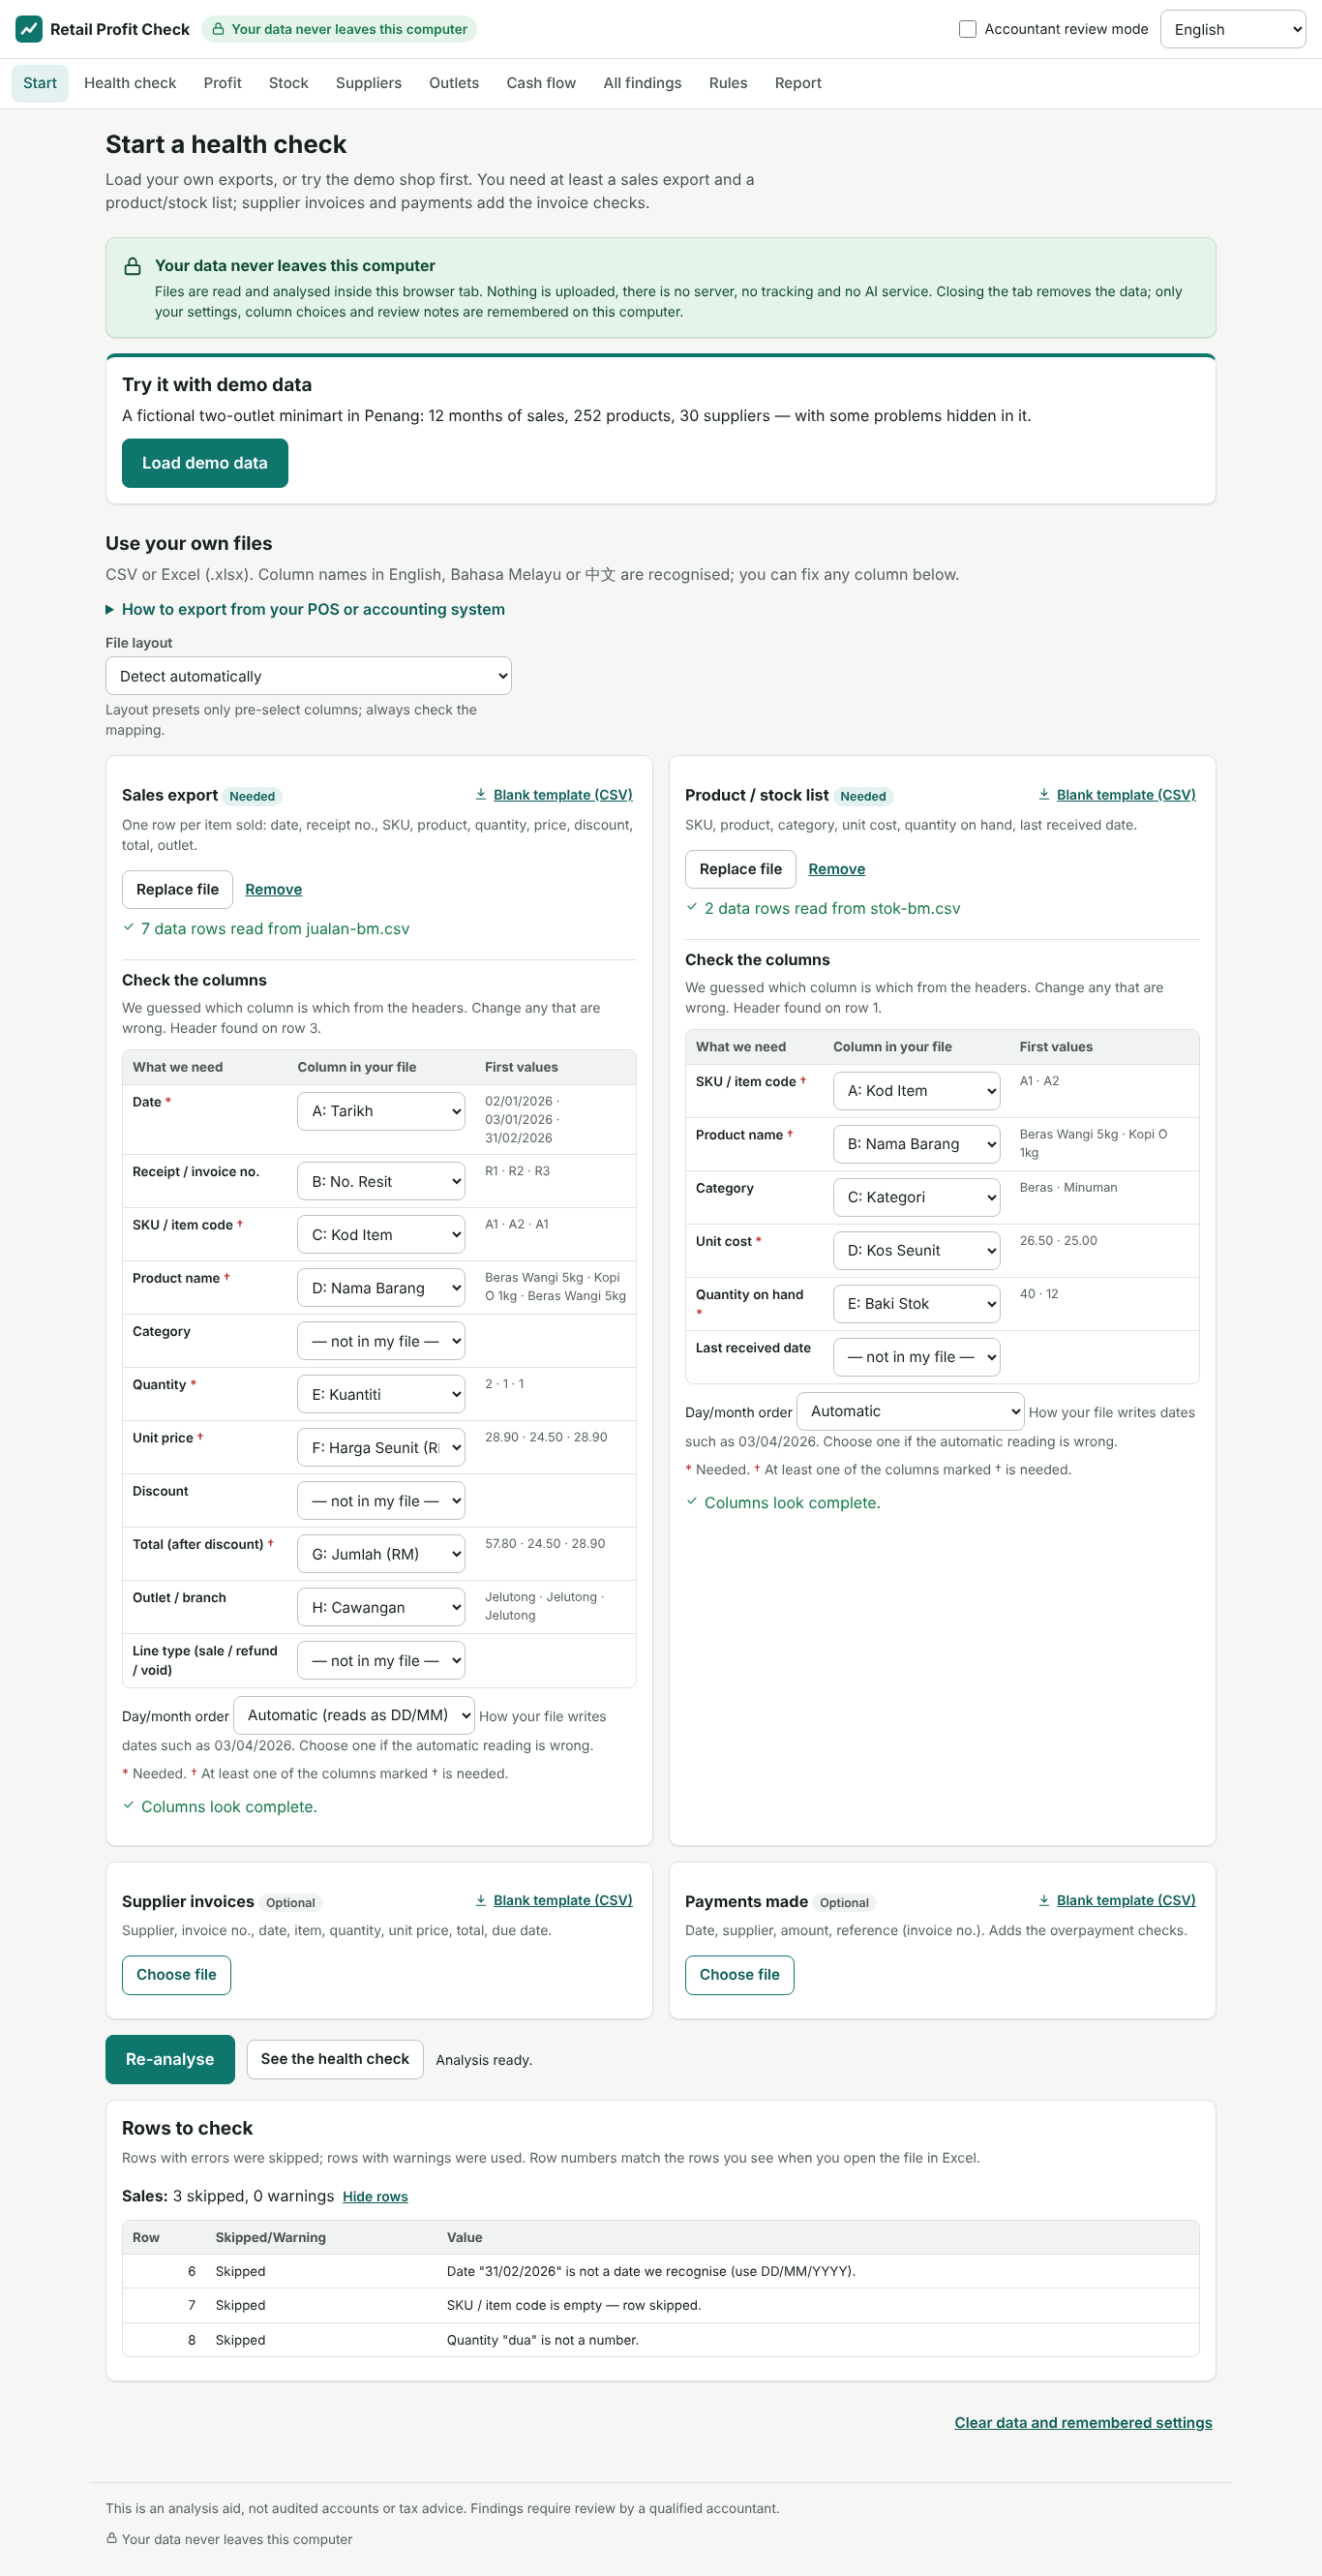 Retail Profit Check
Your data never leaves this computer
Accountant review mode
English
Start
Health check
Profit
Stock
Suppliers
Outlets
Cash flow
All findings
Rules
Report
Start a health check
Load your own exports, or try the demo shop first. You need at least a sales export and a
product/stock list; supplier invoices and payments add the invoice checks.
Your data never leaves this computer
Files are read and analysed inside this browser tab. Nothing is uploaded, there is no server, no tracking and no AI service. Closing the tab removes the data; only
your settings, column choices and review notes are remembered on this computer.
Try it with demo data
A fictional two-outlet minimart in Penang: 12 months of sales, 252 products, 30 suppliers — with some problems hidden in it.
Load demo data
Use your own files
CSV or Excel (.xlsx). Column names in English, Bahasa Melayu or 中文 are recognised; you can fix any column below.
How to export from your POS or accounting system
File layout
Detect automatically
Layout presets only pre-select columns; always check the
mapping.
Sales export Needed
Blank template (CSV)
One row per item sold: date, receipt no., SKU, product, quantity, price, discount,
total, outlet.
Replace file
Remove
✓ 7 data rows read from jualan-bm.csv
Check the columns
We guessed which column is which from the headers. Change any that are
wrong. Header found on row 3.
What we need
Column in your file
First values
Date *
A: Tarikh
02/01/2026 ·
03/01/2026 ·
31/02/2026
Receipt / invoice no.
B: No. Resit
R1 · R2 · R3
SKU / item code †
C: Kod Item
A1 · A2 · A1
Product name †
D: Nama Barang
Beras Wangi 5kg · Kopi
O 1kg · Beras Wangi 5kg
Category
— not in my file —
Quantity *
E: Kuantiti
2 · 1 · 1
Unit price †
F: Harga Seunit (R
28.90 · 24.50 · 28.90
Discount
— not in my file —
Total (after discount) †
G: Jumlah (RM)
57.80 · 24.50 · 28.90
Outlet / branch
H: Cawangan
Jelutong · Jelutong ·
Jelutong
Line type (sale / refund
/ void)
— not in my file —
Day/month order Automatic (reads as DD/MM) How your file writes
dates such as 03/04/2026. Choose one if the automatic reading is wrong.
* Needed. † At least one of the columns marked † is needed.
✓ Columns look complete.
Product / stock list Needed
Blank template (CSV)
SKU, product, category, unit cost, quantity on hand, last received date.
Replace file
Remove
✓ 2 data rows read from stok-bm.csv
Check the columns
We guessed which column is which from the headers. Change any that are
wrong. Header found on row 1.
What we need
Column in your file
First values
SKU / item code †
A: Kod Item
A1 · A2
Product name †
B: Nama Barang
Beras Wangi 5kg · Kopi O
1kg
Category
C: Kategori
Beras · Minuman
Unit cost *
D: Kos Seunit
26.50 · 25.00
Quantity on hand
*
E: Baki Stok
40 · 12
Last received date
— not in my file —
Day/month order Automatic How your file writes dates
such as 03/04/2026. Choose one if the automatic reading is wrong.
* Needed. † At least one of the columns marked † is needed.
✓ Columns look complete.
Supplier invoices Optional
Blank template (CSV)
Supplier, invoice no., date, item, quantity, unit price, total, due date.
Choose file
Payments made Optional
Blank template (CSV)
Date, supplier, amount, reference (invoice no.). Adds the overpayment checks.
Choose file
Re-analyse
See the health check
Analysis ready.
Rows to check
Rows with errors were skipped; rows with warnings were used. Row numbers match the rows you see when you open the file in Excel.
Sales: 3 skipped, 0 warnings Hide rows
Row
Skipped/Warning
Value
6
Skipped
Date "31/02/2026" is not a date we recognise (use DD/MM/YYYY).
7
Skipped
SKU / item code is empty — row skipped.
8
Skipped
Quantity "dua" is not a number.
Clear data and remembered settings
This is an analysis aid, not audited accounts or tax advice. Findings require review by a qualified accountant.
Your data never leaves this computer